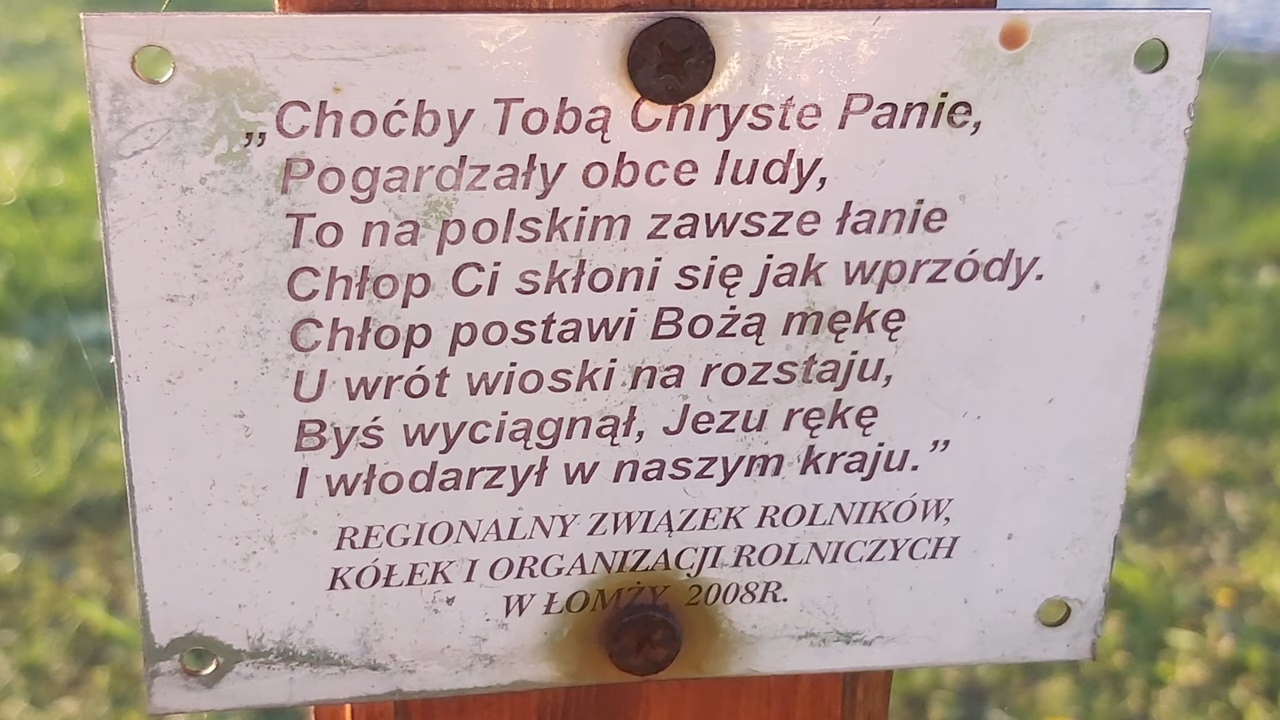 „Choćby Tobą Chryste Panie,
Pogardzały obce ludy,
To na polskim zawsze łanie
Chłop Ci skłoni się jak wprzódy.
Chłop postawi Bożą mękę
U wrót wioski na rozstaju,
Byś wyciągnął, Jezu rękę
I włodarzył w naszym kraju.”
REGIONALNY ZWIĄZEK ROLNIKÓW,
KÓŁEK I ORGANIZACJI ROLNICZYCH
W ŁOMŻY, 2008R.